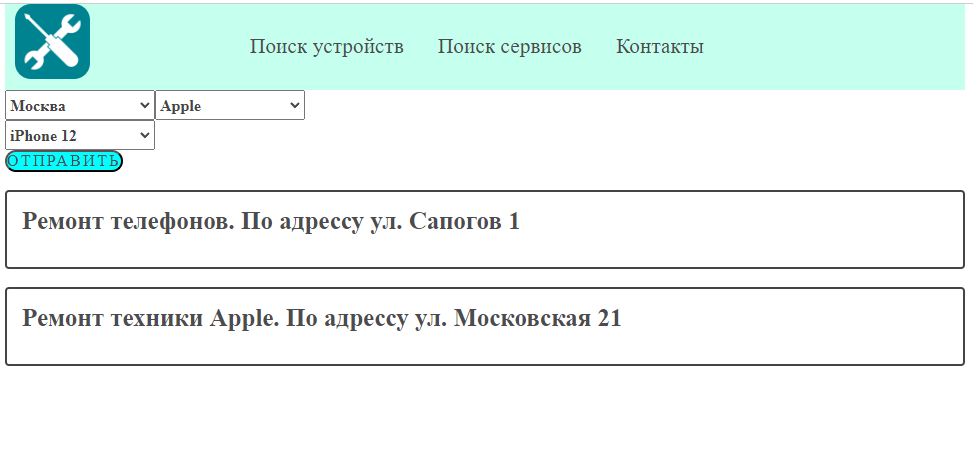 Поиск устройств Поиск сервисов Контакты
Москва Apple
iPhone 12
ОТПРАВИТЬ
Ремонт телефонов. По адрессу ул. Сапогов 1
Ремонт техники Apple. По адрессу ул. Московская 21